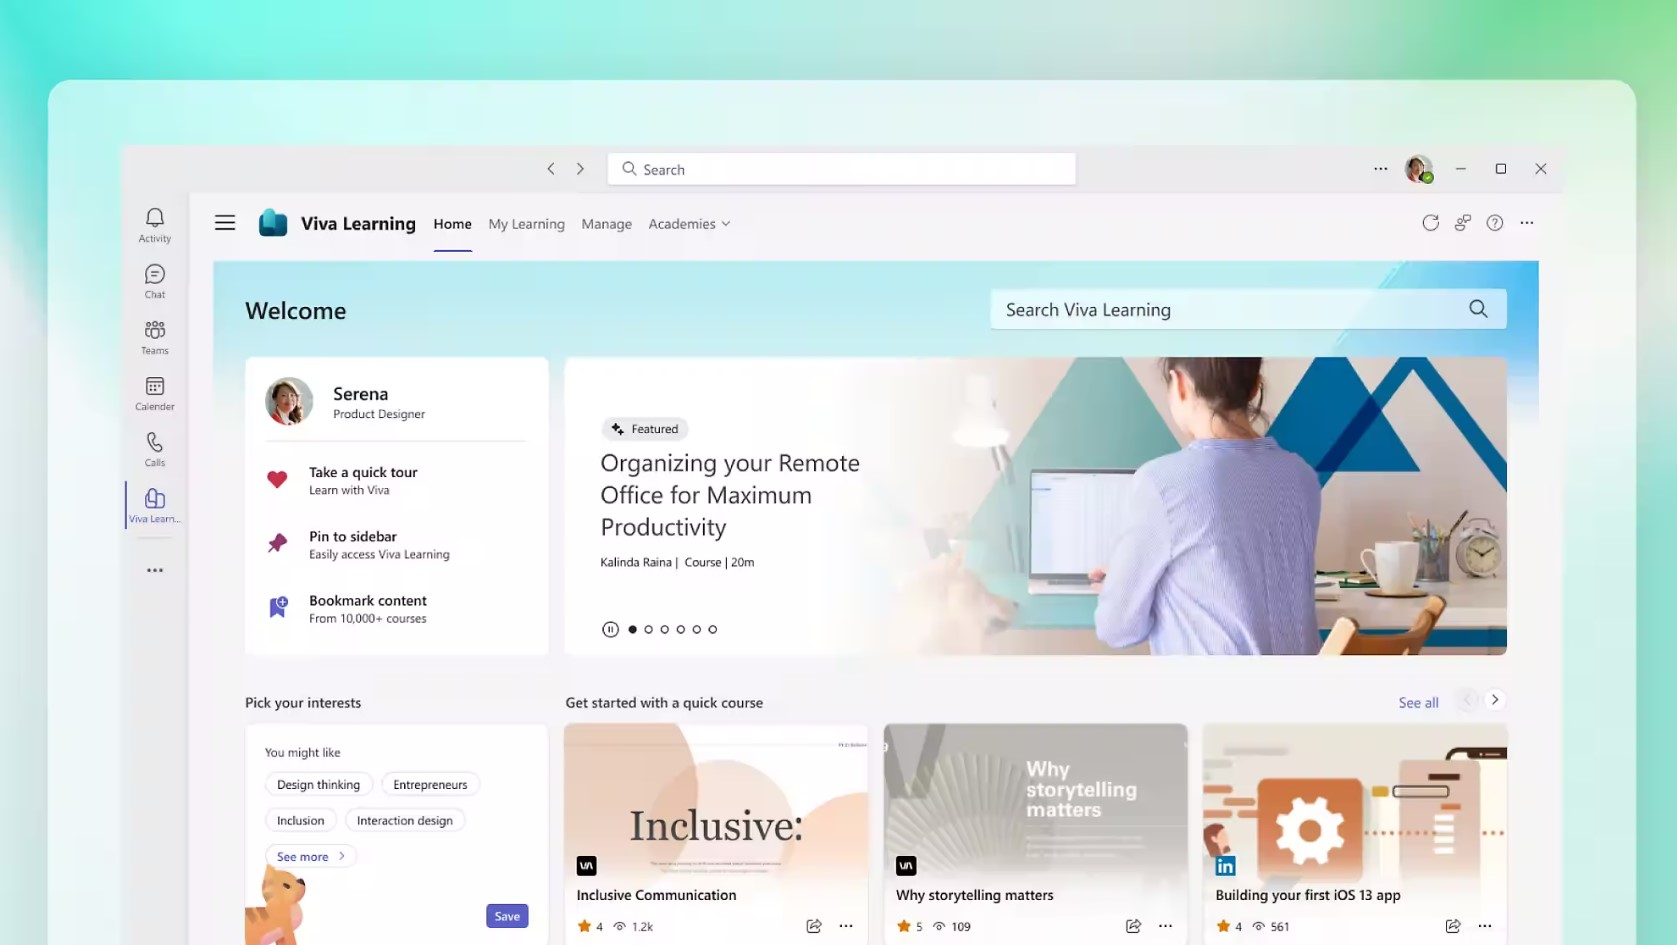 Search
Activity
Chat
Teams
Calender
Calls
Viva Learn...
Viva Learning
Home
My Learning
Manage
Academies
Welcome
Search Viva Learning
Serena
Product Designer
Take a quick tour
Learn with Viva
Pin to sidebar
Easily access Viva Learning
Bookmark content
From 10,000+ courses
Featured
Organizing your Remote
Office for Maximum
Productivity
Kalinda Raina | Course | 20m
Pick your interests
You might like
Design thinking
Entrepreneurs
Inclusion
Interaction design
See more
Save
Get started with a quick course
See all
Inclusive:
Inclusive Communication
4 1.2k
Why
storytelling
matters
Why storytelling matters
5 109
in
Building your first iOS 13 app
4 561